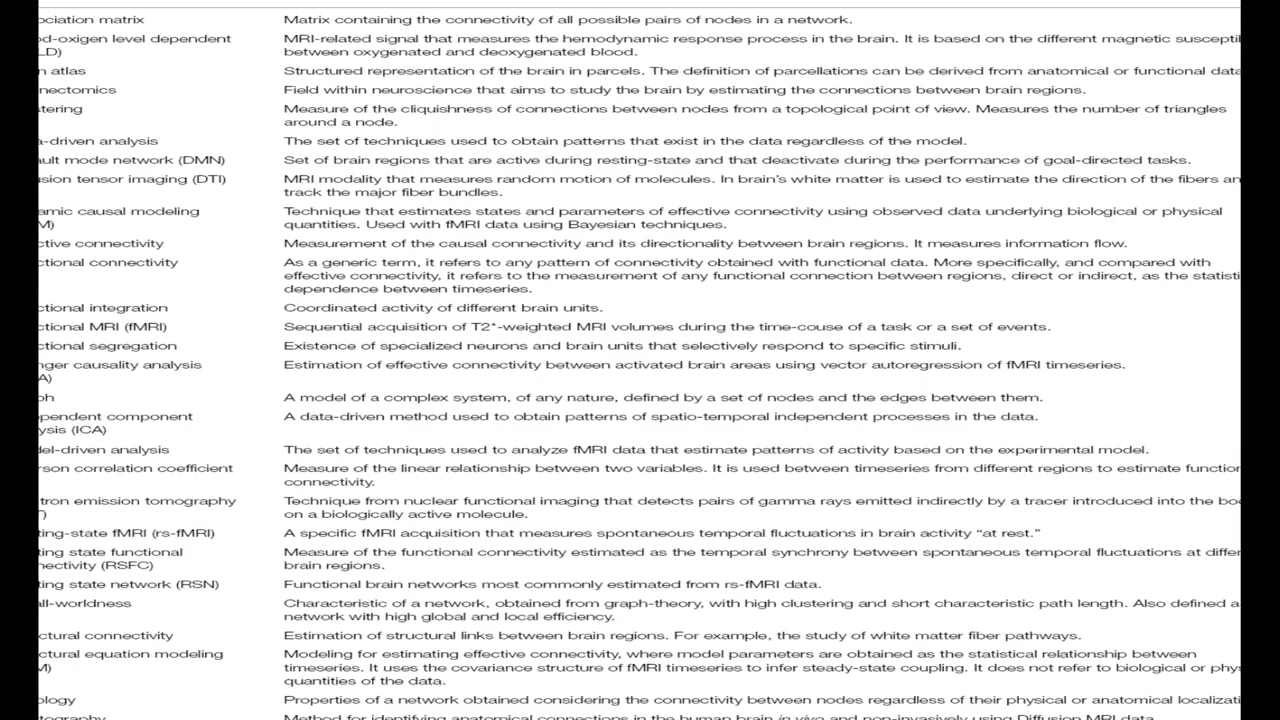 ociation matrix Matrix containing the connectivity of all possible pairs of nodes in a network.
od-oxigen level dependent MRI-related signal that measures the hemodynamic response process in the brain. It is based on the different magnetic suscepti
LD) between oxygenated and deoxygenated blood.
n atlas Structured representation of the brain in parcels. The definition of parcellations can be derived from anatomical or functional data
nectomics Field within neuroscience that aims to study the brain by estimating the connections between brain regions.
stering Measure of the cliquishness of connections between nodes from a topological point of view. Measures the number of triangles
around a node.
a-driven analysis The set of techniques used to obtain patterns that exist in the data regardless of the model.
ault mode network (DMN) Set of brain regions that are active during resting-state and that deactivate during the performance of goal-directed tasks.
usion tensor imaging (DTI) MRI modality that measures random motion of molecules. In brain's white matter is used to estimate the direction of the fibers an
track the major fiber bundles.
amic causal modeling Technique that estimates states and parameters of effective connectivity using observed data underlying biological or physical
M) quantities. Used with fMRI data using Bayesian techniques.
ctive connectivity Measurement of the causal connectivity and its directionality between brain regions. It measures information flow.
ctional connectivity As a generic term, it refers to any pattern of connectivity obtained with functional data. More specifically, and compared with
effective connectivity, it refers to the measurement of any functional connection between regions, direct or indirect, as the statisti
dependence between timeseries.
ctional integration Coordinated activity of different brain units.
ctional MRI (fMRI) Sequential acquisition of T2*-weighted MRI volumes during the time-couse of a task or a set of events.
ctional segregation Existence of specialized neurons and brain units that selectively respond to specific stimuli.
nger causality analysis Estimation of effective connectivity between activated brain areas using vector autoregression of fMRI timeseries.
A)
ph A model of a complex system, of any nature, defined by a set of nodes and the edges between them.
pendent component A data-driven method used to obtain patterns of spatio-temporal independent processes in the data.
ysis (ICA)
del-driven analysis The set of techniques used to analyze fMRI data that estimate patterns of activity based on the experimental model.
rson correlation coefficient Measure of the linear relationship between two variables. It is used between timeseries from different regions to estimate function
connectivity.
tron emission tomography Technique from nuclear functional imaging that detects pairs of gamma rays emitted indirectly by a tracer introduced into the bo
T) on a biologically active molecule.
ting-state fMRI (rs-fMRI) A specific fMRI acquisition that measures spontaneous temporal fluctuations in brain activity “at rest.”
ting state functional Measure of the functional connectivity estimated as the temporal synchrony between spontaneous temporal fluctuations at differ
nectivity (RSFC) brain regions.
ting state network (RSN) Functional brain networks most commonly estimated from rs-fMRI data.
all-worldness Characteristic of a network, obtained from graph-theory, with high clustering and short characteristic path length. Also defined a
network with high global and local efficiency.
ctural connectivity Estimation of structural links between brain regions. For example, the study of white matter fiber pathways.
ctural equation modeling Modeling for estimating effective connectivity, where model parameters are obtained as the statistical relationship between
M) timeseries. It uses the covariance structure of fMRI timeseries to infer steady-state coupling. It does not refer to biological or phys
quantities of the data.
ology Properties of a network obtained considering the connectivity between nodes regardless of their physical or anatomical localizati
tography Method for identifying anatomical connections in the human brain in vivo and non-invasively using Diffusion MRI data